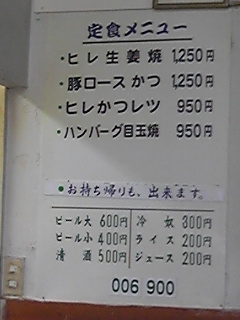 定食メニュー
・ヒレ生姜焼 1,250円
・豚ロースかつ 1,250円
・ヒレかつレツ 950円
・ハンバーグ目玉焼 950円
●お持ち帰りも、出来ます。
ビール大 600円 冷奴 300円
ビール小 400円 ライス 200円
清酒 500円 ジュース 200円
006 900